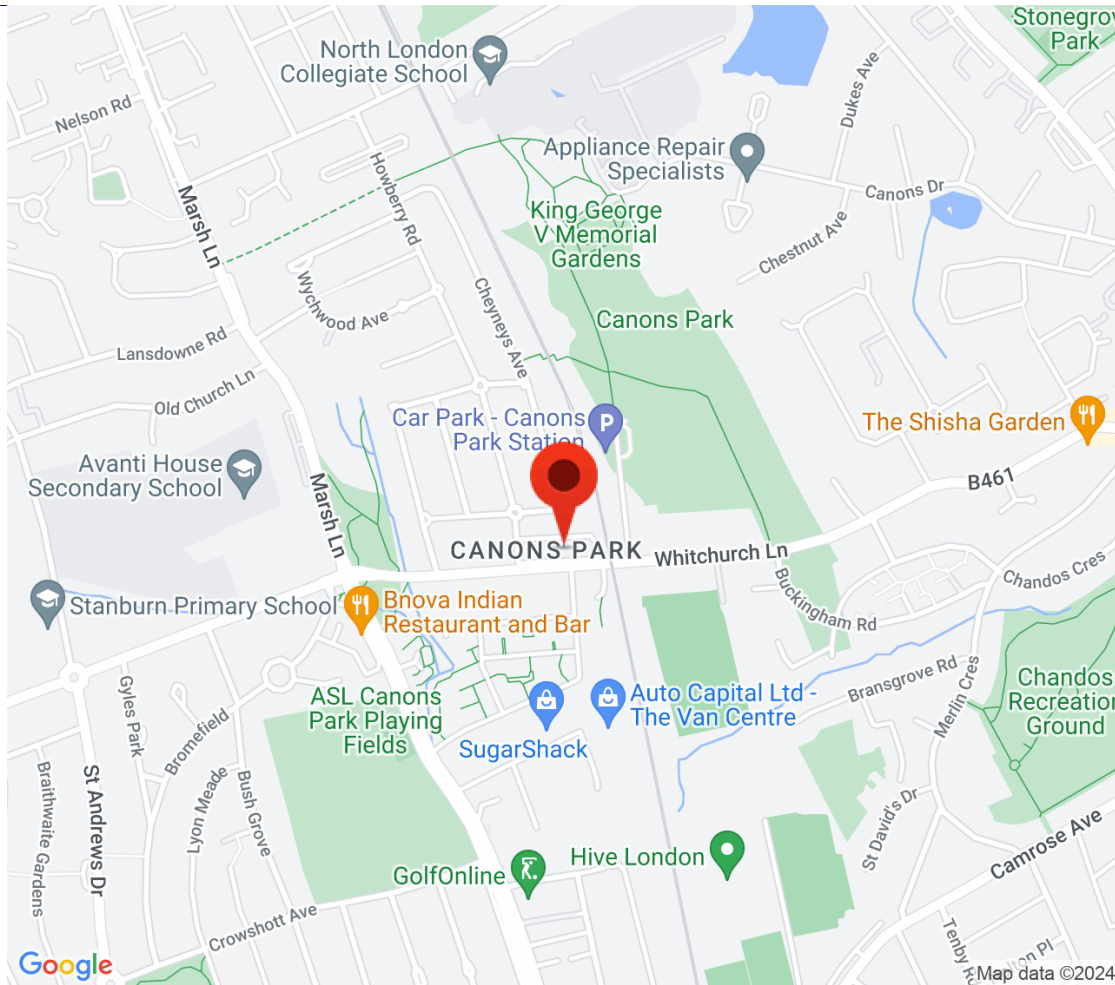 Stonegrov
Park
North London
Collegiate School
Nelson Rd
Dukes Ave
Howberry Rd
Appliance Repair
Specialists
Canons Dr
Marsh Ln
King George
V Memorial
Gardens
Chestnut Ave
Wychwood Ave
Cheyneys Ave
Canons Park
Lansdowne Rd
Old Church Ln
Car Park - Canons
Park Station
P
The Shisha Garden
Avanti House
Secondary School
Marsh Ln
B461
CANONS PARK
Whitchurch Ln
Chandos Cres
Buckingham Rd
Stanburn Primary School
Bnova Indian
Restaurant and Bar
Bransgrove Rd
Merlin Cres
Chandos
Recreation
Ground
Gyles Park
ASL Canons
Park Playing
Fields
Auto Capital Ltd -
The Van Centre
SugarShack
Bromefield
Braithwaite Gardens
St Andrews Dr
Lyon Meade
Bush Grove
St David's Dr
Camrose Ave
Hive London
GolfOnline
Crowshott Ave
Tenby Rd
Google
Map data ©2024